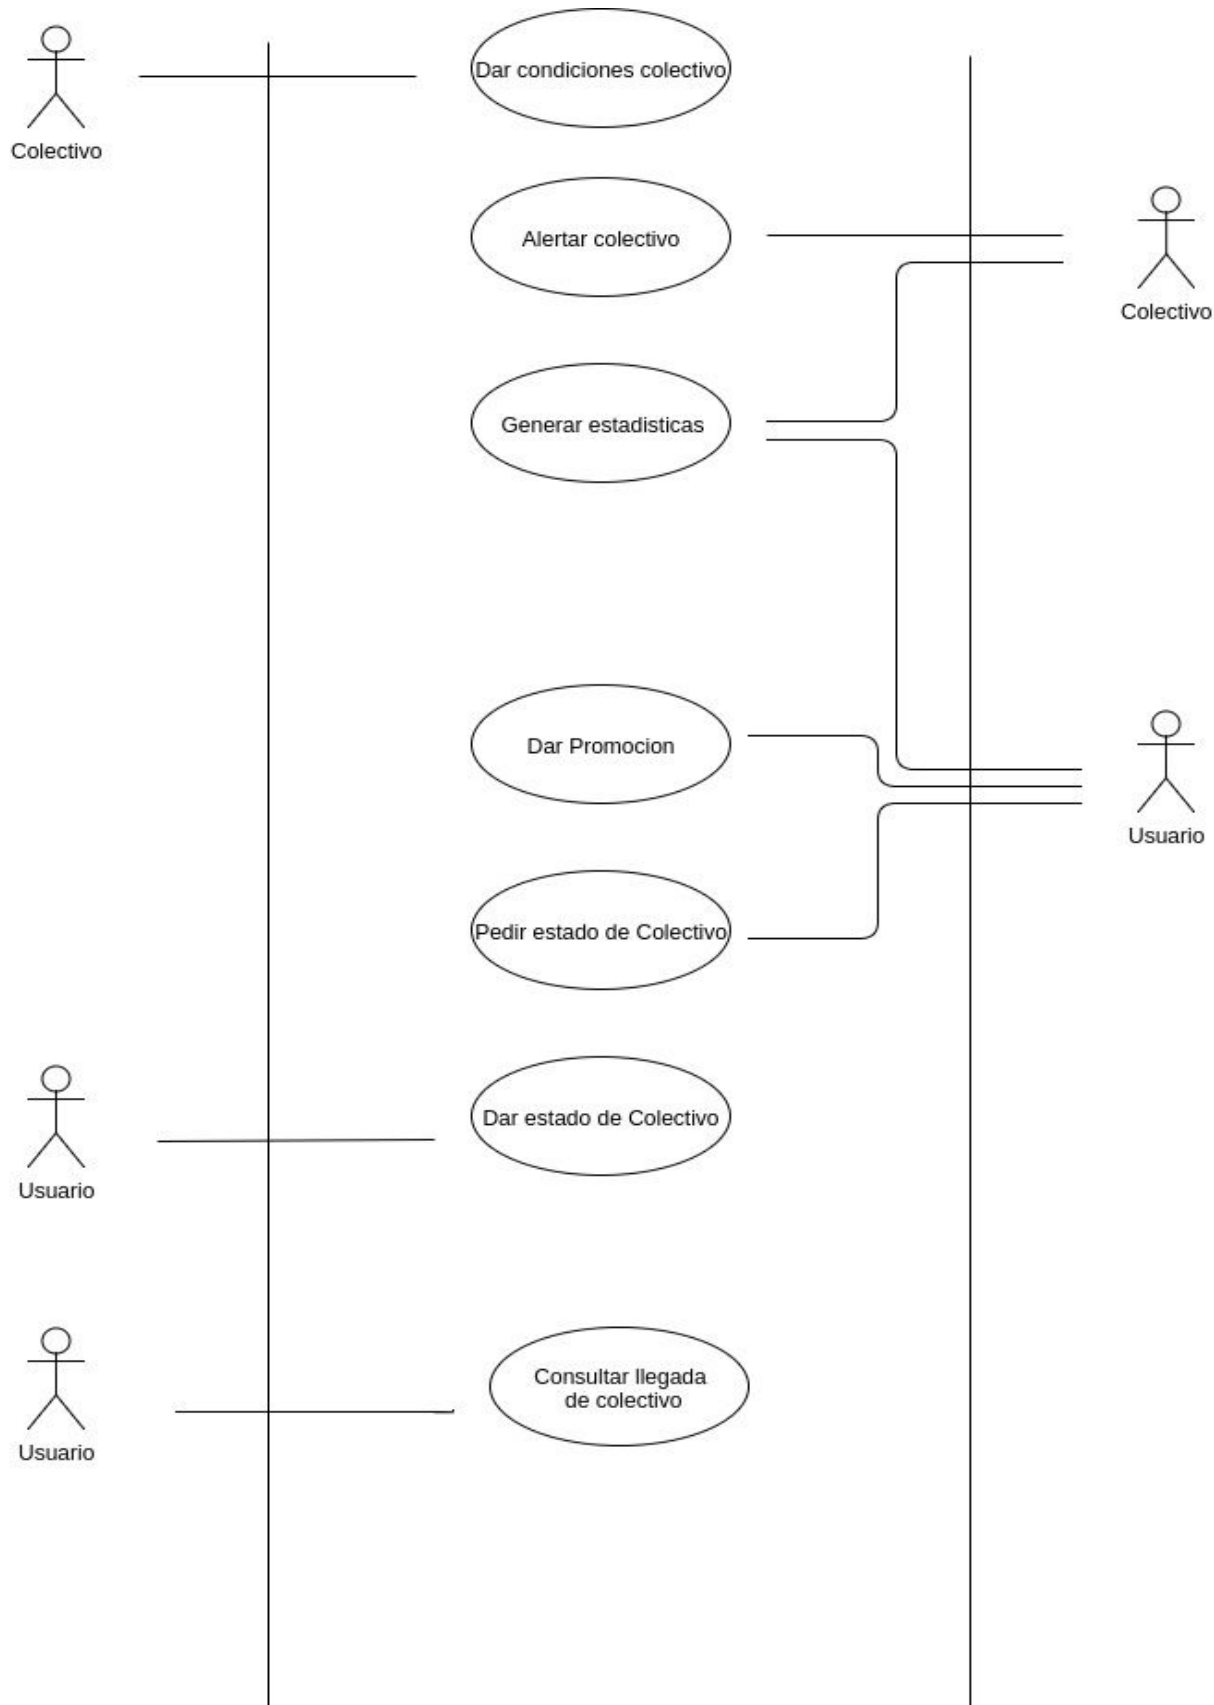 Dar condiciones colectivo
Colectivo
Alertar colectivo
Colectivo
Generar estadisticas
Dar Promocion
Usuario
Pedir estado de Colectivo
Dar estado de Colectivo
Usuario
Consultar llegada
de colectivo
Usuario